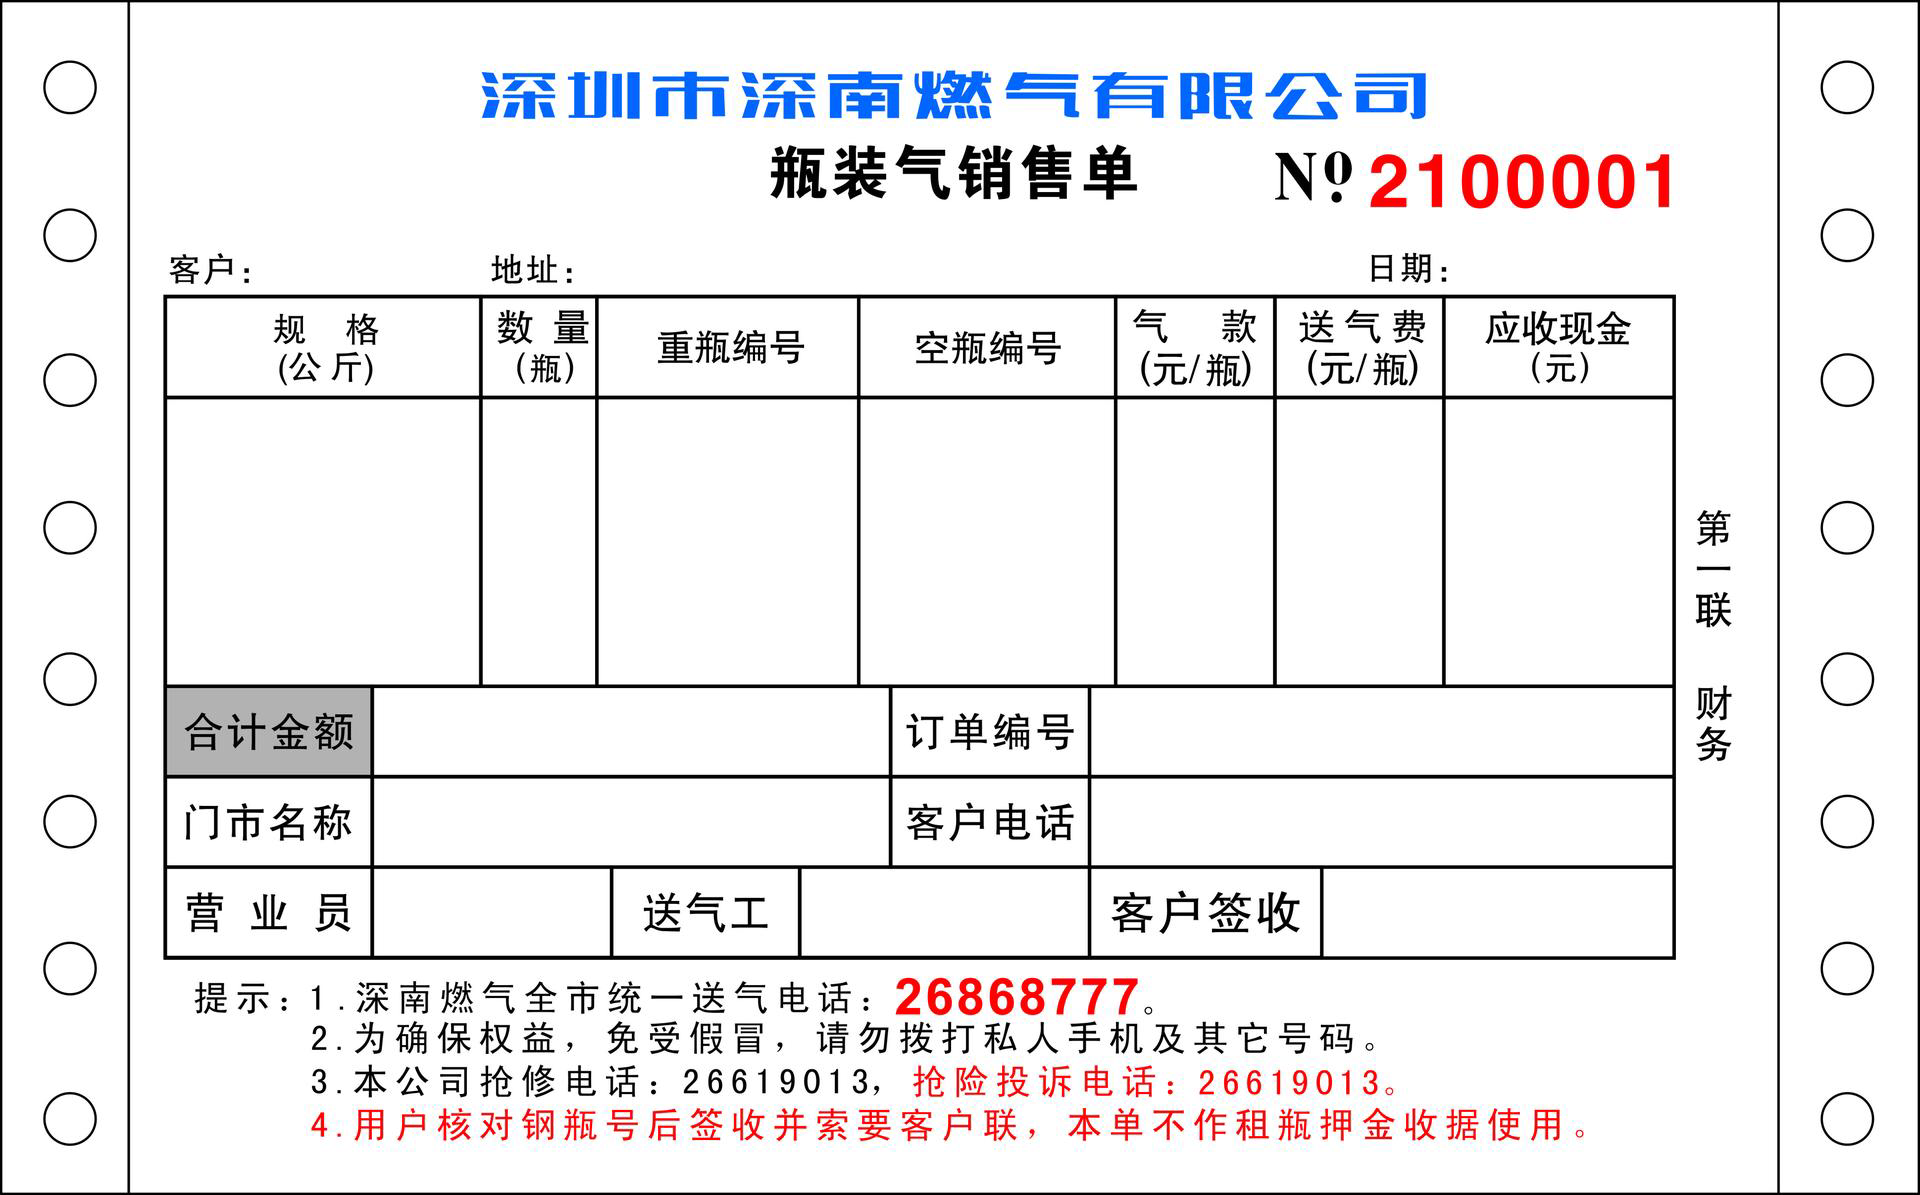 深圳市深南燃气有限公司
瓶装气销售单 № 2100001
客户： 地址： 日期：
规 格 数 量 重瓶编号 空瓶编号 气 款 送气费 应收现金
(公斤) (瓶) (元/瓶) (元/瓶) (元)
第一联 财务
合计金额 订单编号
门市名称 客户电话
营业员 送气工 客户签收
提示：1.深南燃气全市统一送气电话：26868777。
2.为确保权益，免受假冒，请勿拨打私人手机及其它号码。
3.本公司抢修电话：26619013，抢险投诉电话：26619013。
4.用户核对钢瓶号后签收并索要客户联，本单不作租瓶押金收据使用。